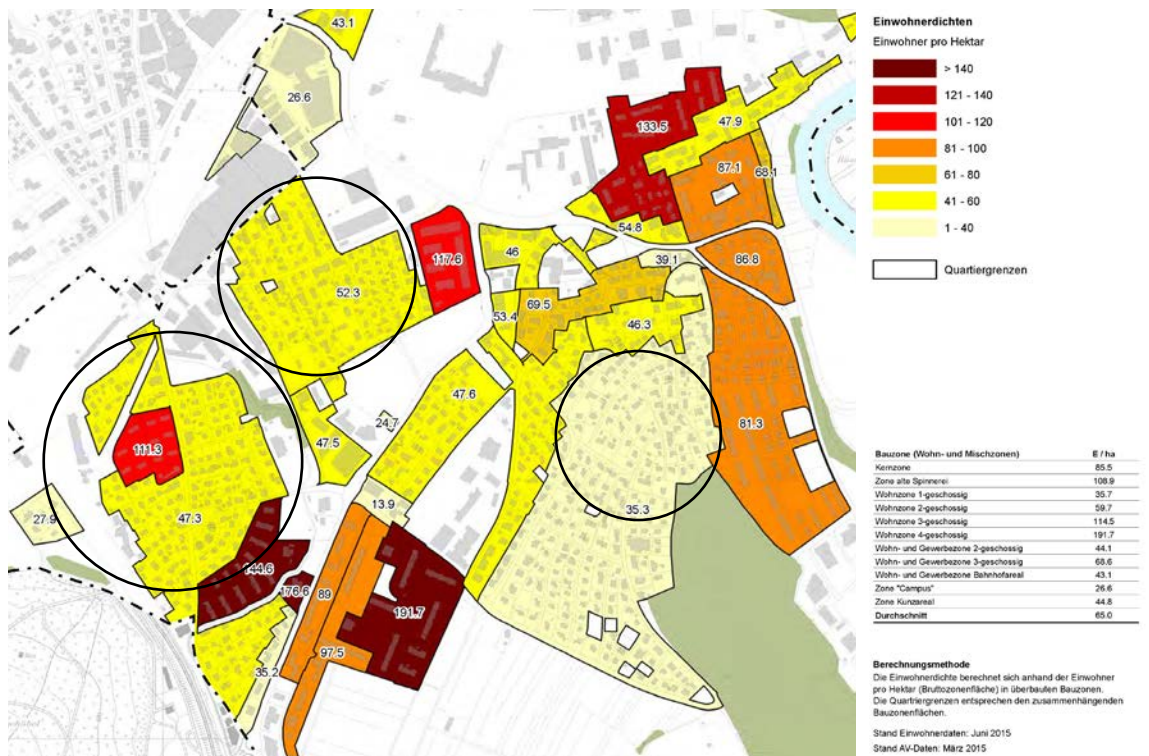 43.1
26.6
133.5
47.9
87.1
68.1
54.8
117.6
46
39.1
86.8
52.3
69.5
53.4
46.3
47.6
24.7
47.5
81.3
111.3
47.3
35.3
27.9
13.9
144.6
176.6
89
191.7
97.5
35.2
Einwohnerdichten
Einwohner pro Hektar
> 140
121 - 140
101 - 120
81 - 100
61 - 80
41 - 60
1 - 40
Quartiergrenzen
Bauzone (Wohn- und Mischzonen) E / ha
Kernzone 85.5
Zone alte Spinnerei 108.9
Wohnzone 1-geschossig 35.7
Wohnzone 2-geschossig 59.7
Wohnzone 3-geschossig 114.5
Wohnzone 4-geschossig 191.7
Wohn- und Gewerbezone 2-geschossig 44.1
Wohn- und Gewerbezone 3-geschossig 68.6
Wohn- und Gewerbezone Bahnhofareal 43.1
Zone "Campus" 26.6
Zone Kunzareal 44.8
Durchschnitt 65.0
Berechnungsmethode
Die Einwohnerdichte berechnet sich anhand der Einwohner
pro Hektar (Bruttozonenfläche) in überbauten Bauzonen.
Die Quartiergrenzen entsprechen den zusammenhängenden
Bauzonenflächen.
Stand Einwohnerdaten: Juni 2015
Stand AV-Daten: März 2015